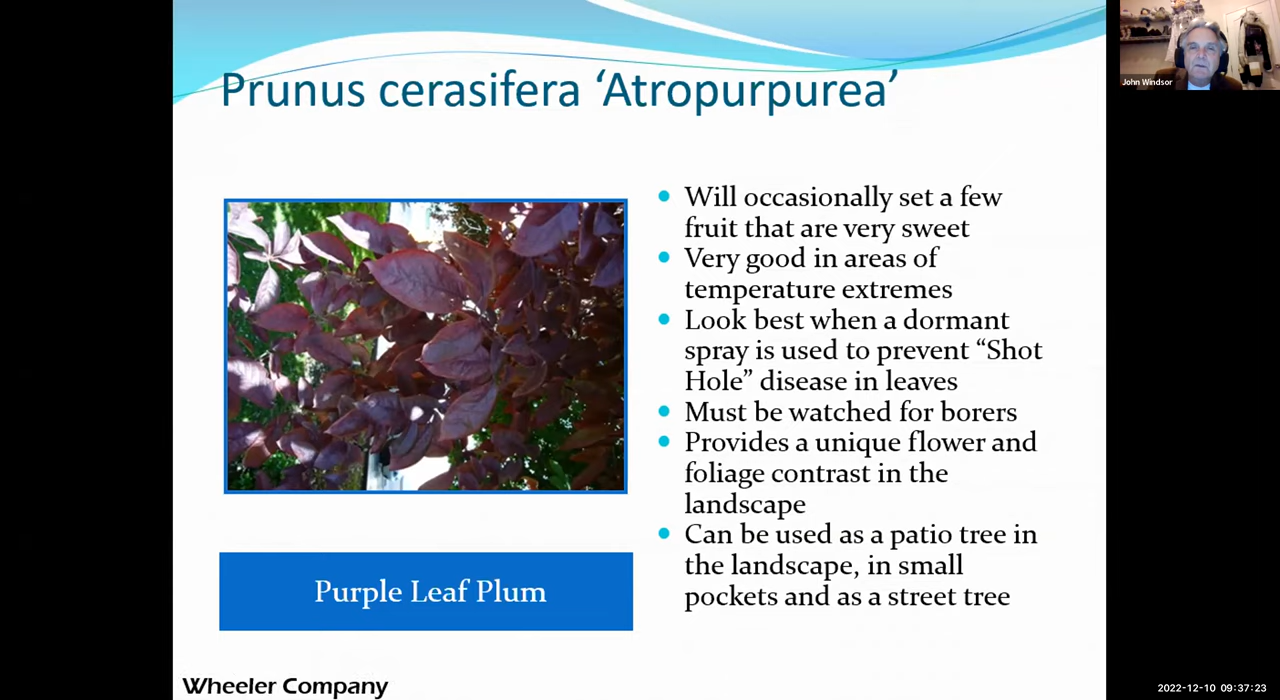 Prunus cerasifera ‘Atropurpurea’
Will occasionally set a few
fruit that are very sweet
Very good in areas of
temperature extremes
Look best when a dormant
spray is used to prevent “Shot
Hole” disease in leaves
Must be watched for borers
Provides a unique flower and
foliage contrast in the
landscape
Can be used as a patio tree in
the landscape, in small
pockets and as a street tree
Purple Leaf Plum
Wheeler Company
John Windsor
2022-12-10 09:37:23